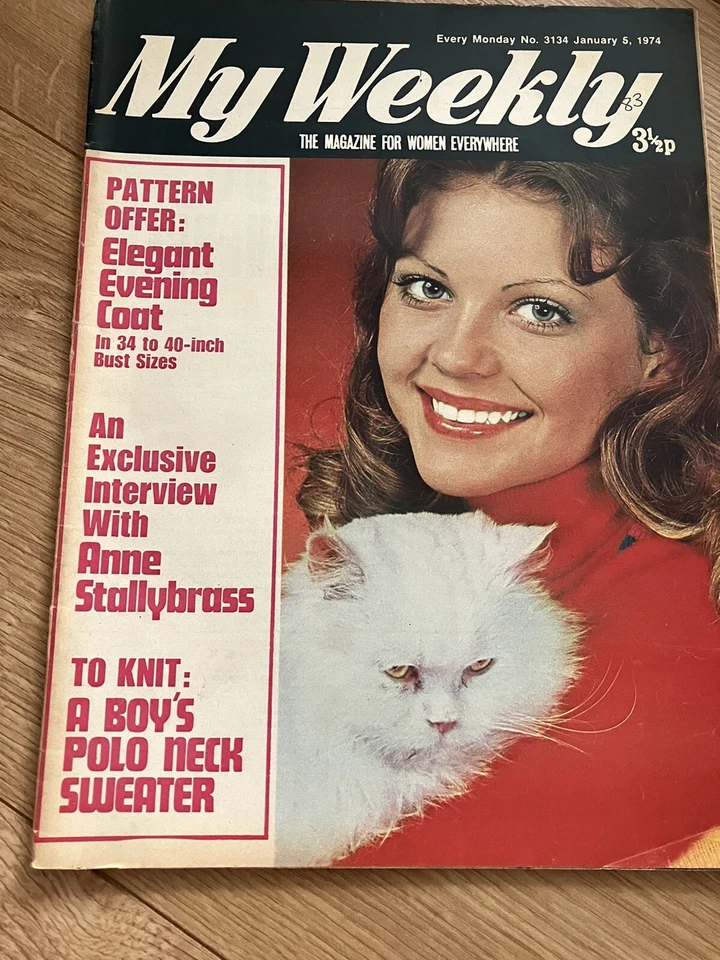 Every Monday No. 3134 January 5, 1974
My Weekly
83
3½p
THE MAGAZINE FOR WOMEN EVERYWHERE
PATTERN
OFFER:
Elegant
Evening
Coat
In 34 to 40-inch
Bust Sizes
An
Exclusive
Interview
With
Anne
Stallybrass
TO KNIT:
A BOY'S
POLO NECK
SWEATER